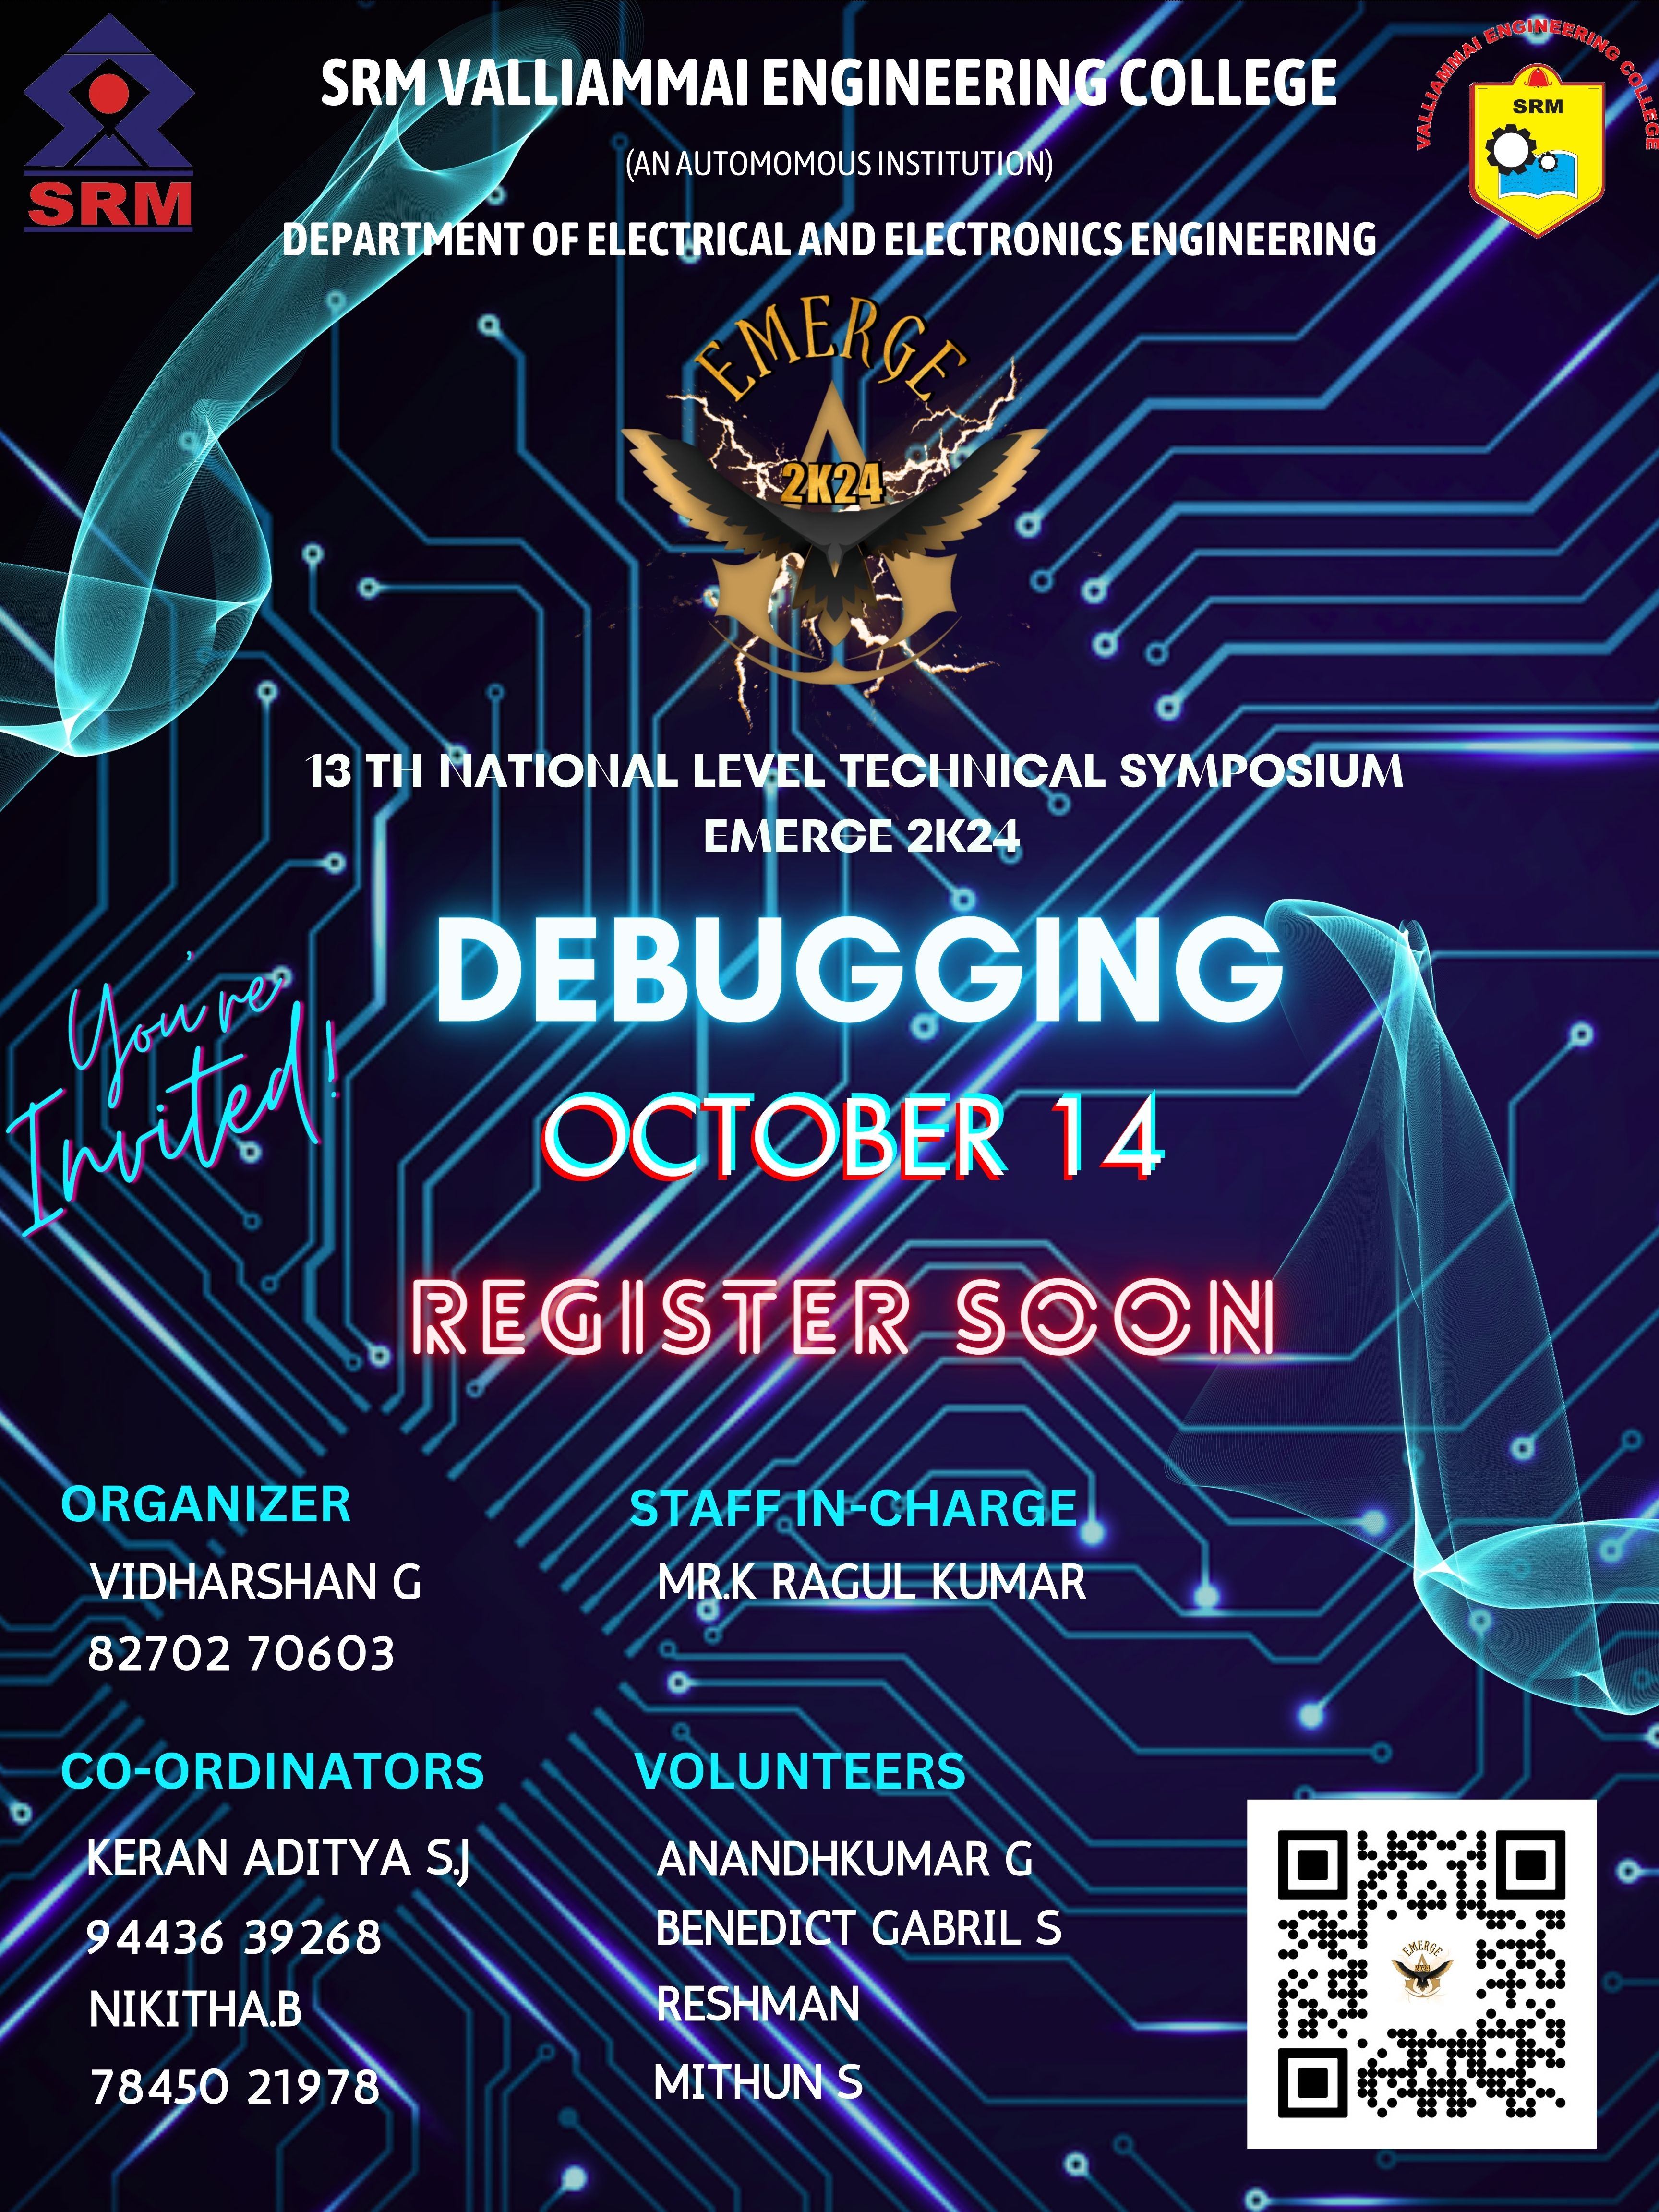 SRM
SRM VALLIAMMAI ENGINEERING COLLEGE
VALLIAMMAI ENGINEERING COLLEGE
SRM
(AN AUTOMOMOUS INSTITUTION)
DEPARTMENT OF ELECTRICAL AND ELECTRONICS ENGINEERING
EMERGE
2K24
13 TH NATIONAL LEVEL TECHNICAL SYMPOSIUM
EMERGE 2K24
DEBUGGING
You're
Invited!
OCTOBER 14
REGISTER SOON
ORGANIZER
VIDHARSHAN G
82702 70603
STAFF IN-CHARGE
MR.K RAGUL KUMAR
CO-ORDINATORS
KERAN ADITYA S.J
94436 39268
NIKITHA.B
78450 21978
VOLUNTEERS
ANANDHKUMAR G
BENEDICT GABRIL S
RESHMAN
MITHUN S
EMERGE
2K24